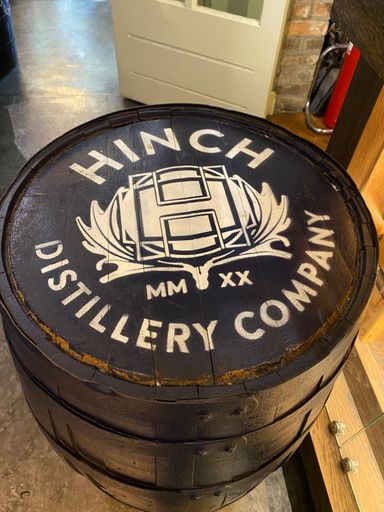 HINCH
H
MM XX
DISTILLERY COMPANY